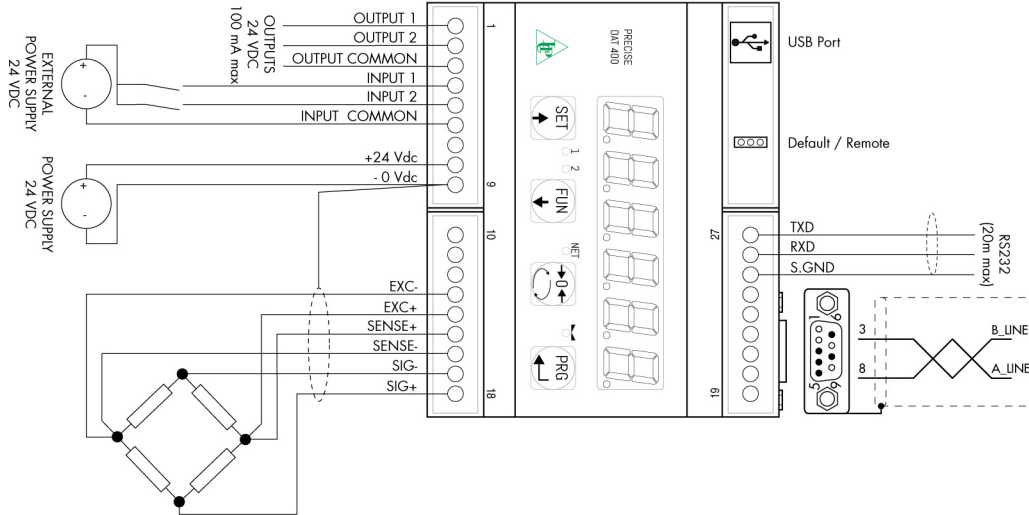 OUTPUT 1
OUTPUT 2
OUTPUT COMMON
INPUT 1
INPUT 2
INPUT COMMON
+24 Vdc
- 0 Vdc
OUTPUTS
24 VDC
100 mA max
EXTERNAL
POWER SUPPLY
24 VDC
+
-
POWER SUPPLY
24 VDC
+
-
EXC-
EXC+
SENSE+
SENSE-
SIG-
SIG+
1
9
10
18
PRECISE
DAT 400
SET
1
2
FUN
NET
0
PRG
27
19
USB Port
Default / Remote
TXD
RXD
S.GND
RS232
(20m max)
1
6
5
9
3
8
B_LINE
A_LINE